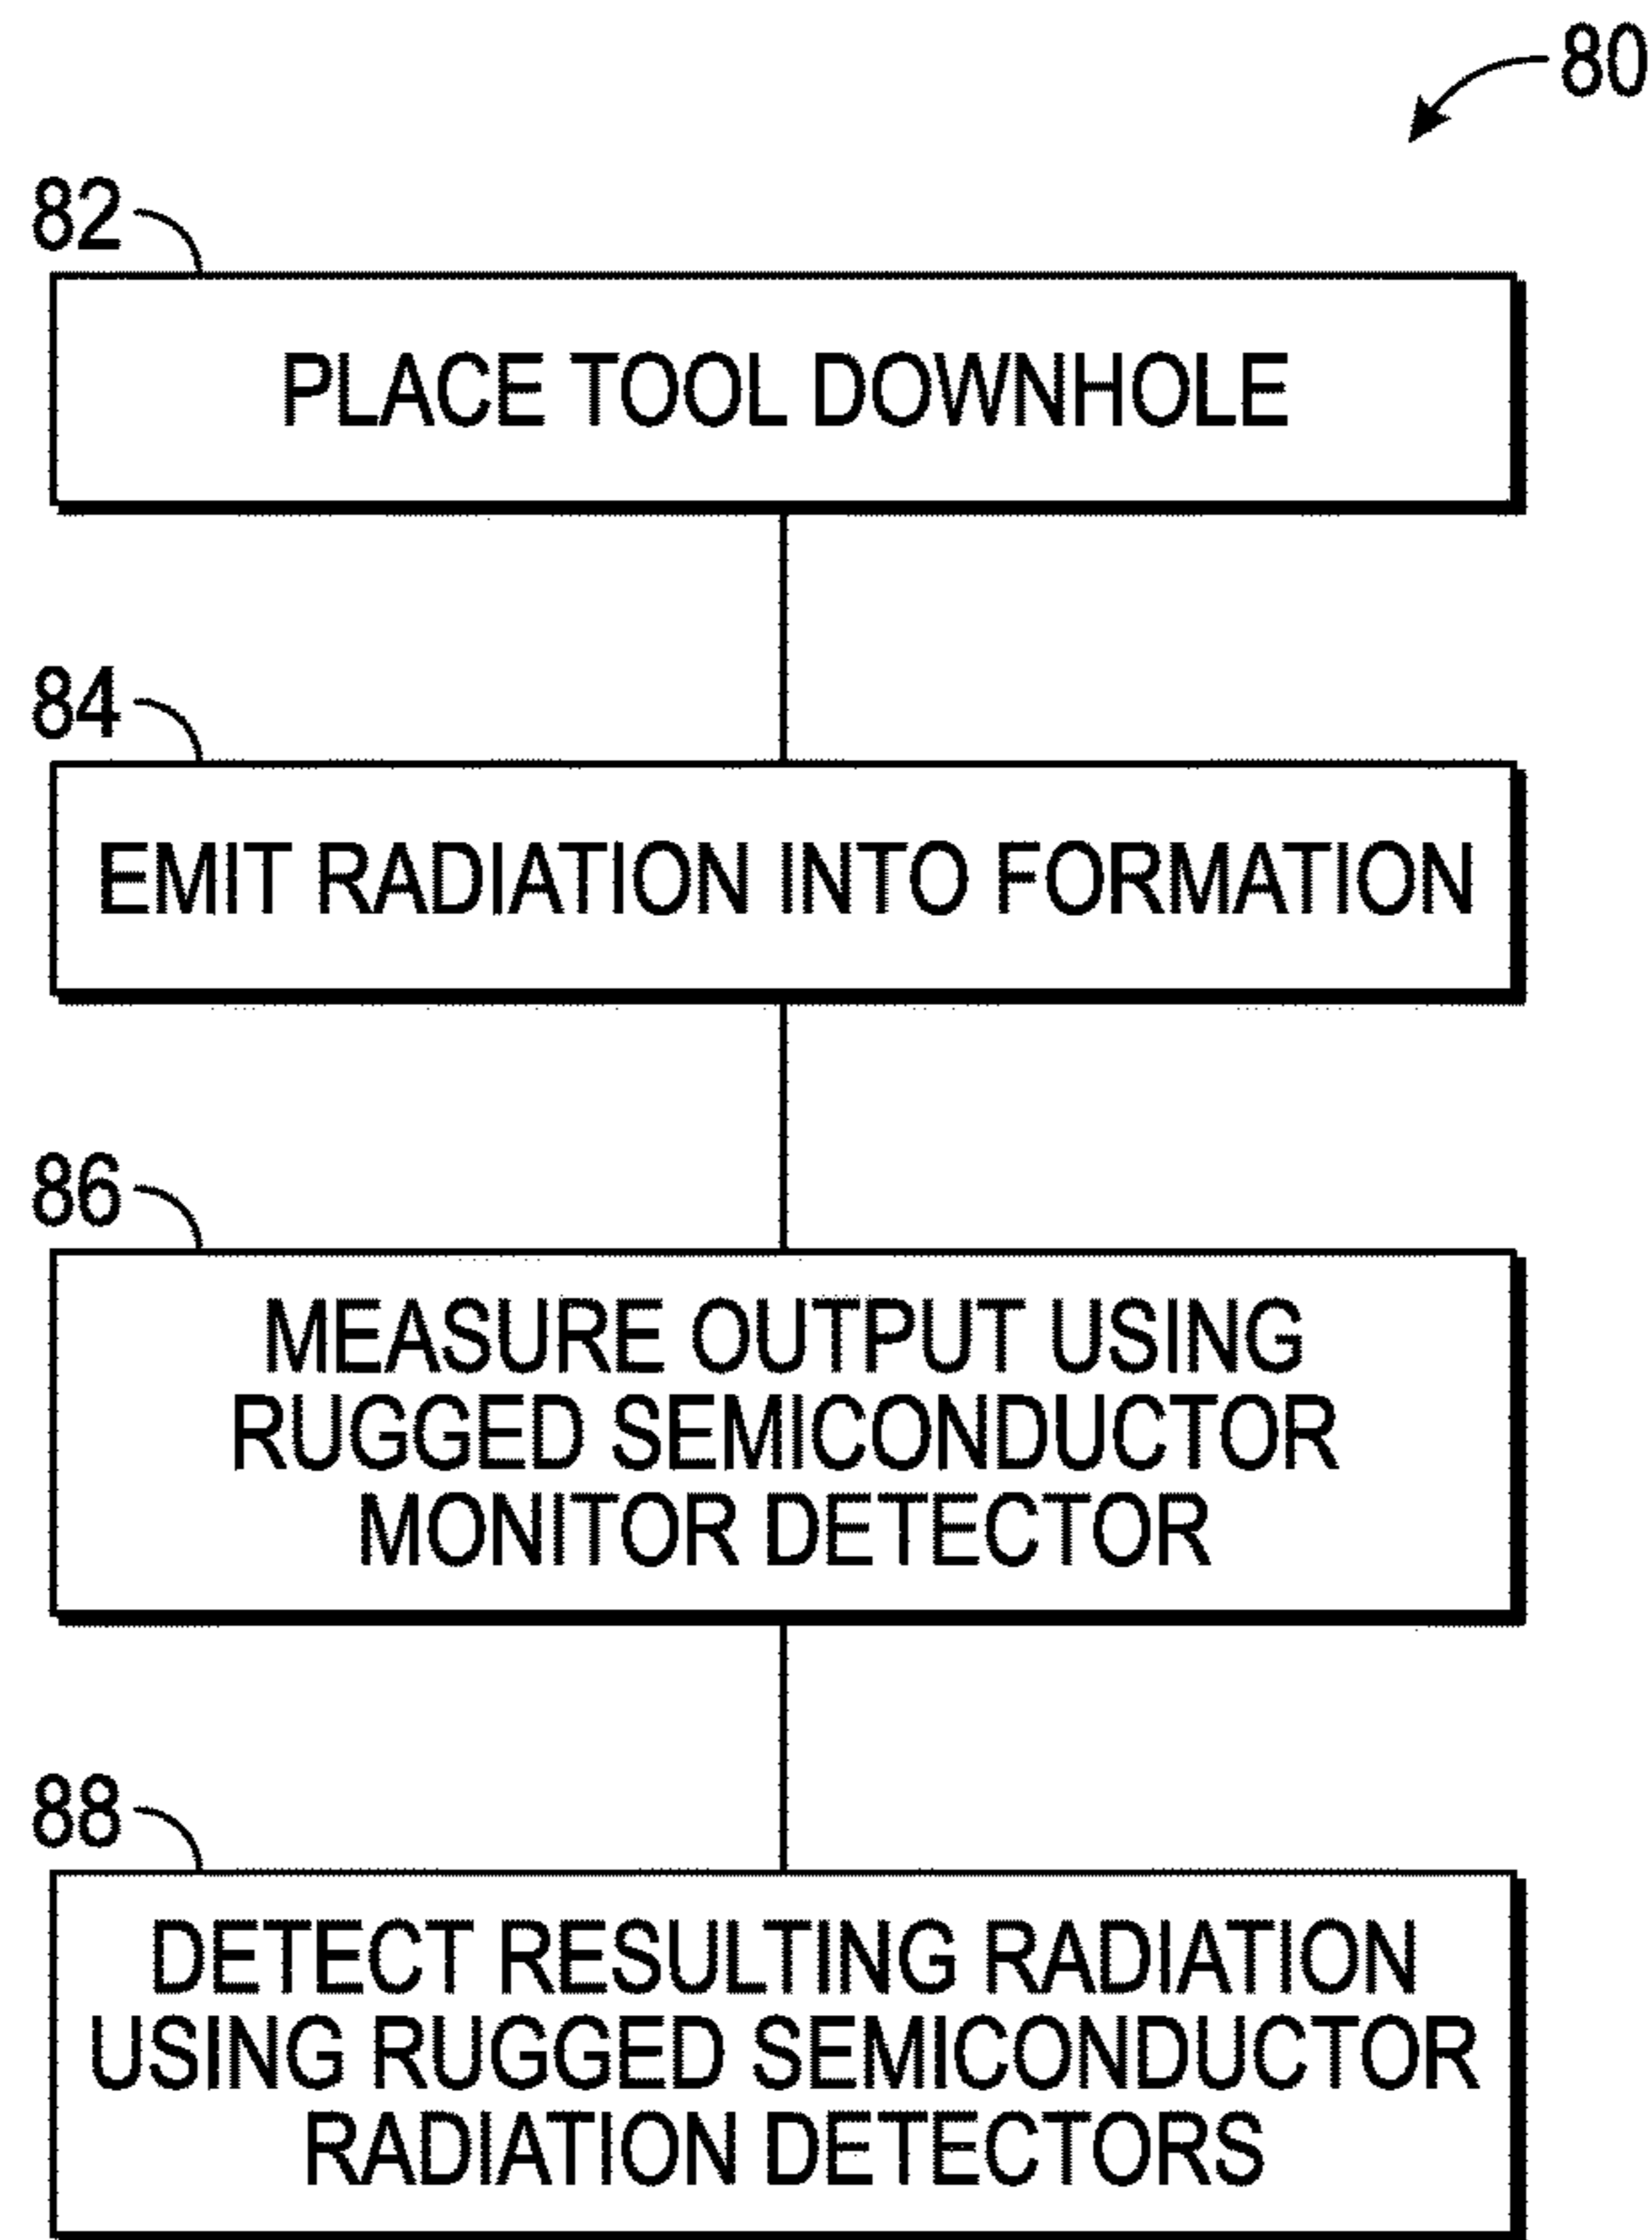 80
82
PLACE TOOL DOWNHOLE
84
EMIT RADIATION INTO FORMATION
86
MEASURE OUTPUT USING
RUGGED SEMICONDUCTOR
MONITOR DETECTOR
88
DETECT RESULTING RADIATION
USING RUGGED SEMICONDUCTOR
RADIATION DETECTORS